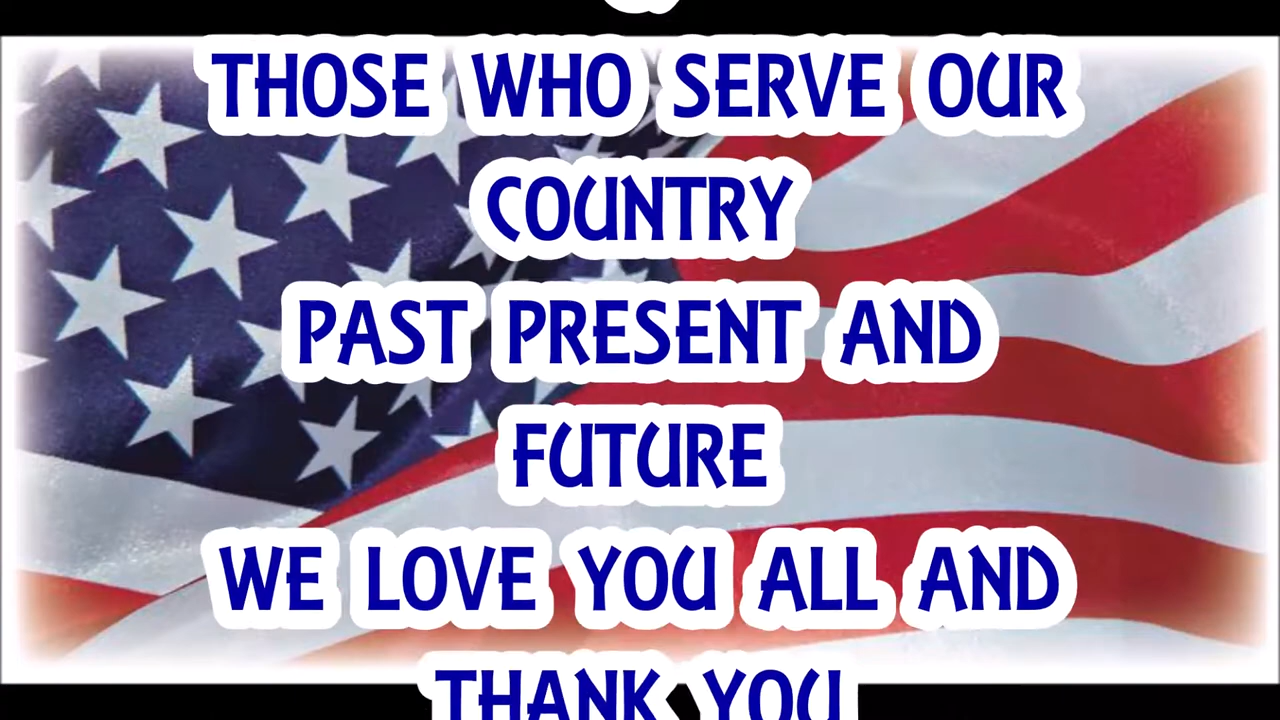 THOSE WHO SERVE OUR
COUNTRY
PAST PRESENT AND
FUTURE
WE LOVE YOU ALL AND
THANK YOU